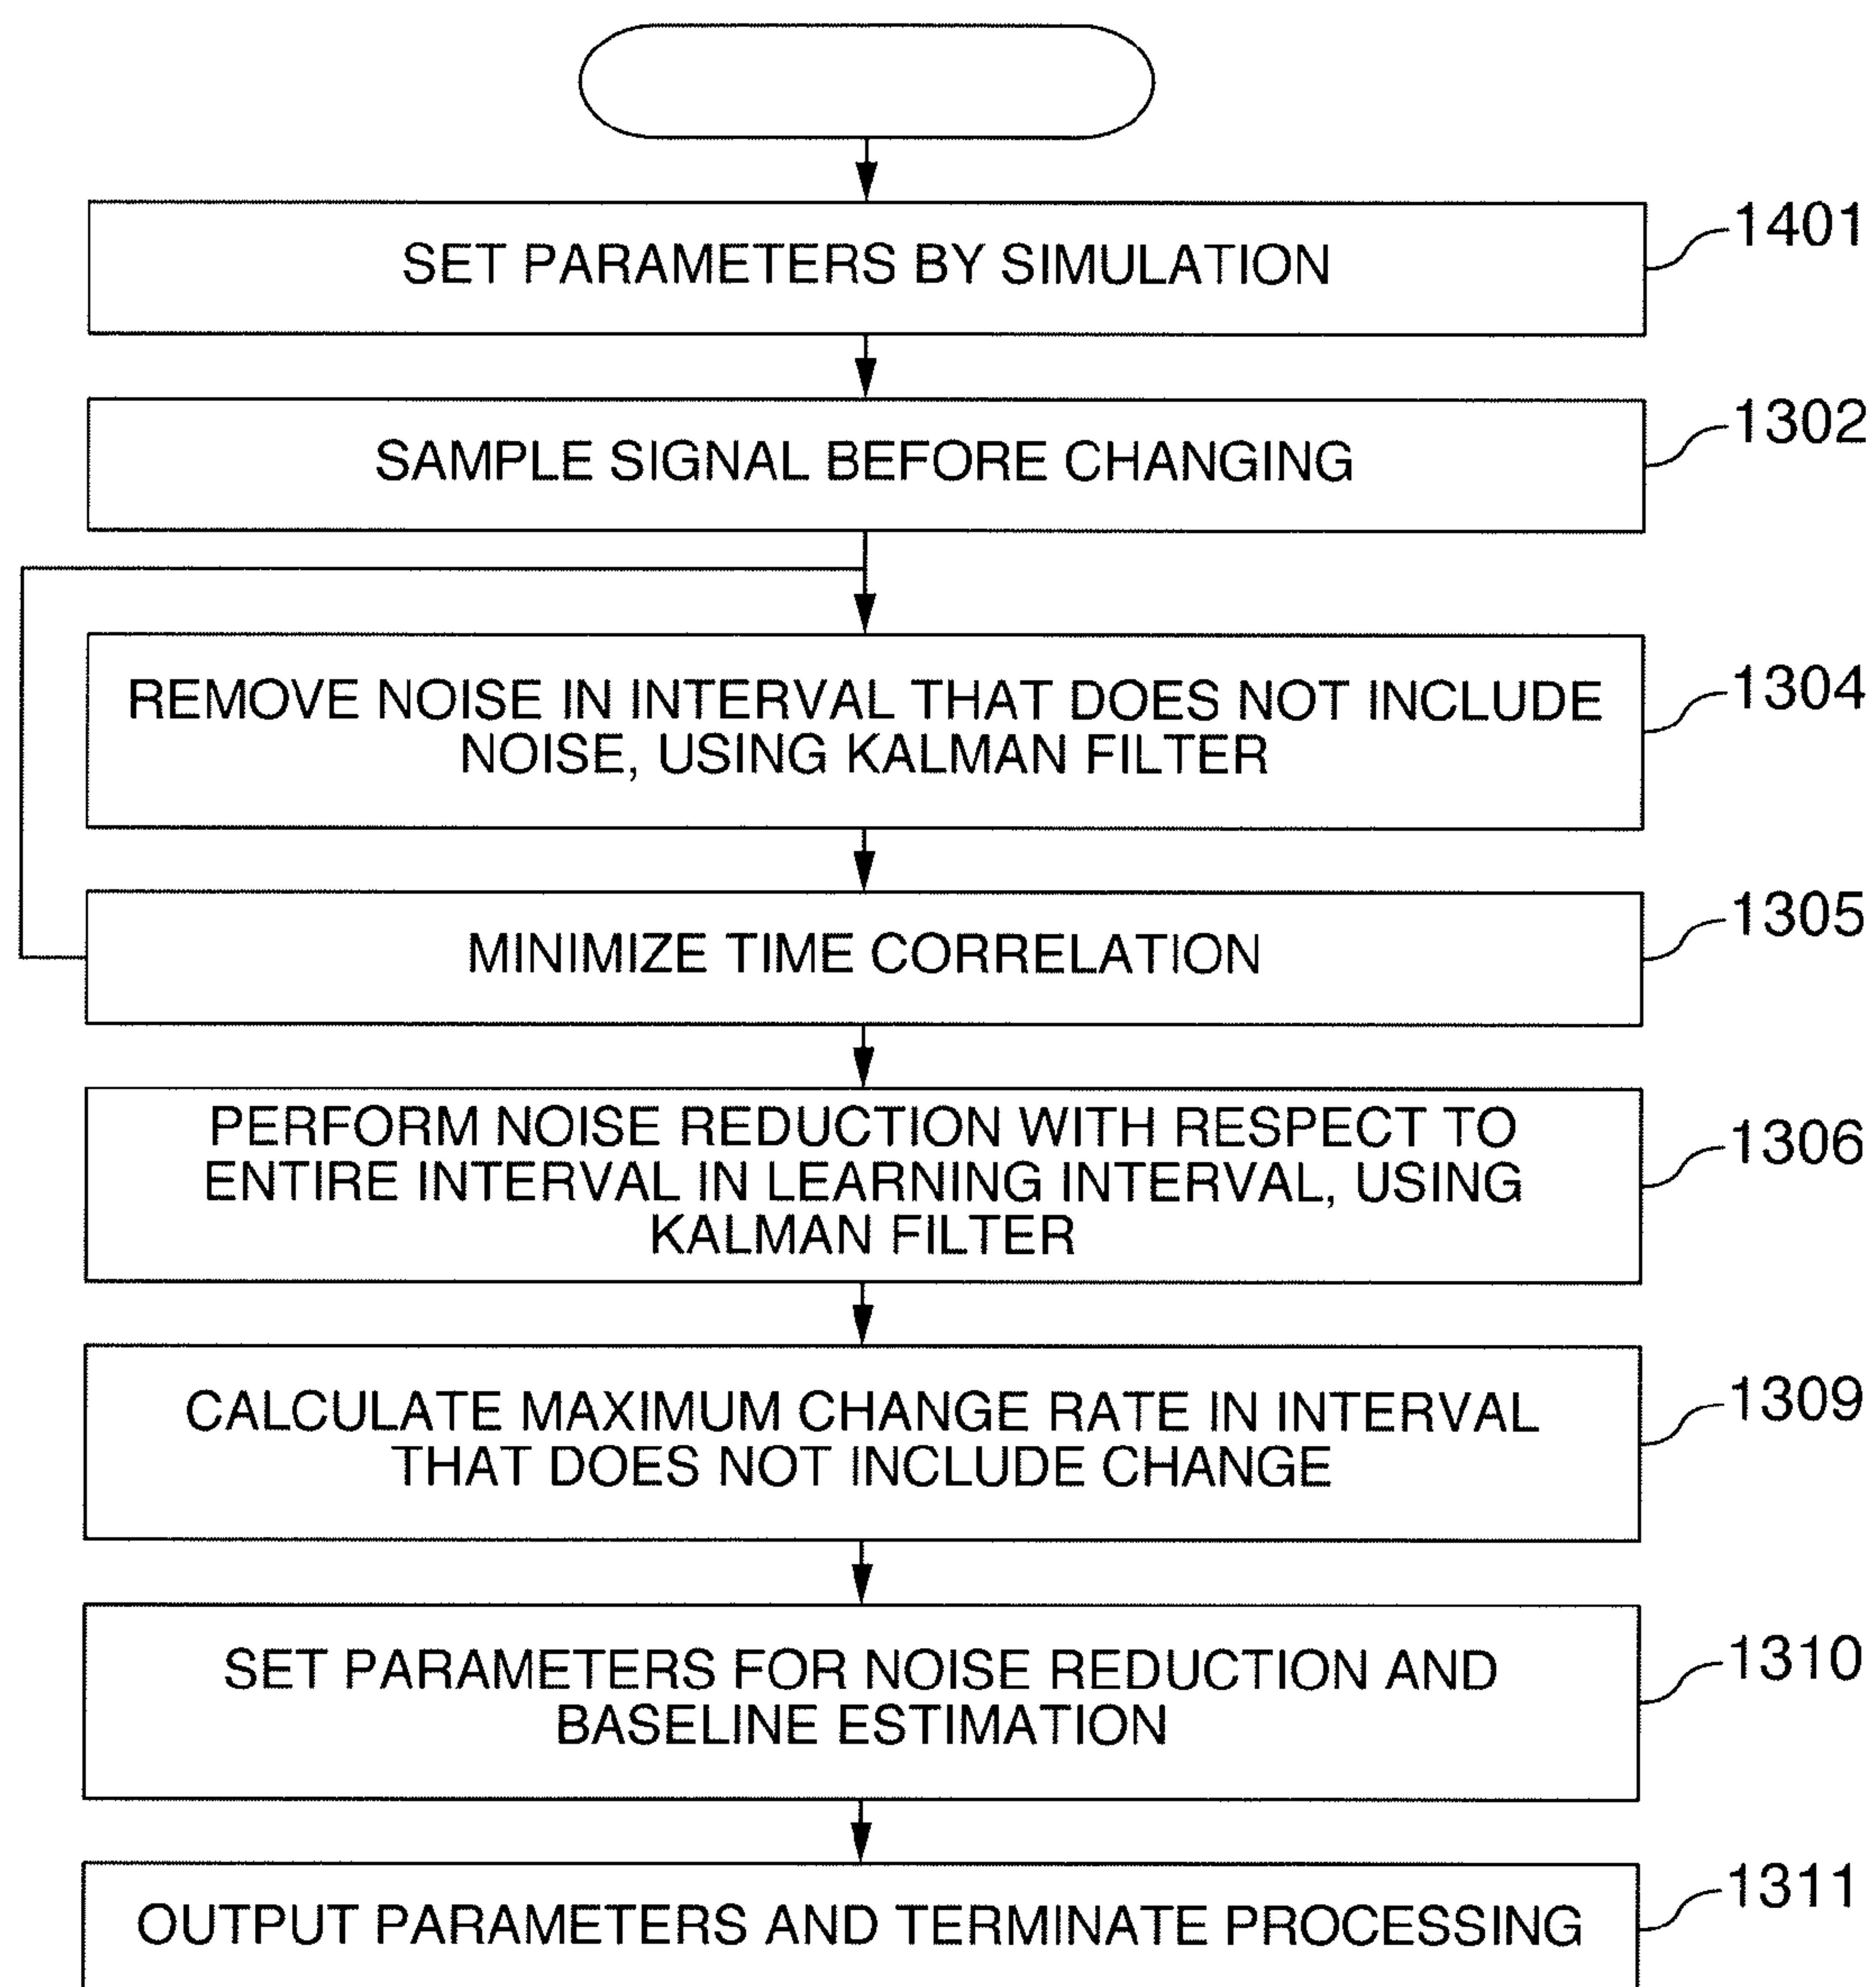 1401
SET PARAMETERS BY SIMULATION
1302
SAMPLE SIGNAL BEFORE CHANGING
1304
REMOVE NOISE IN INTERVAL THAT DOES NOT INCLUDE
NOISE, USING KALMAN FILTER
1305
MINIMIZE TIME CORRELATION
1306
PERFORM NOISE REDUCTION WITH RESPECT TO
ENTIRE INTERVAL IN LEARNING INTERVAL, USING
KALMAN FILTER
1309
CALCULATE MAXIMUM CHANGE RATE IN INTERVAL
THAT DOES NOT INCLUDE CHANGE
1310
SET PARAMETERS FOR NOISE REDUCTION AND
BASELINE ESTIMATION
1311
OUTPUT PARAMETERS AND TERMINATE PROCESSING